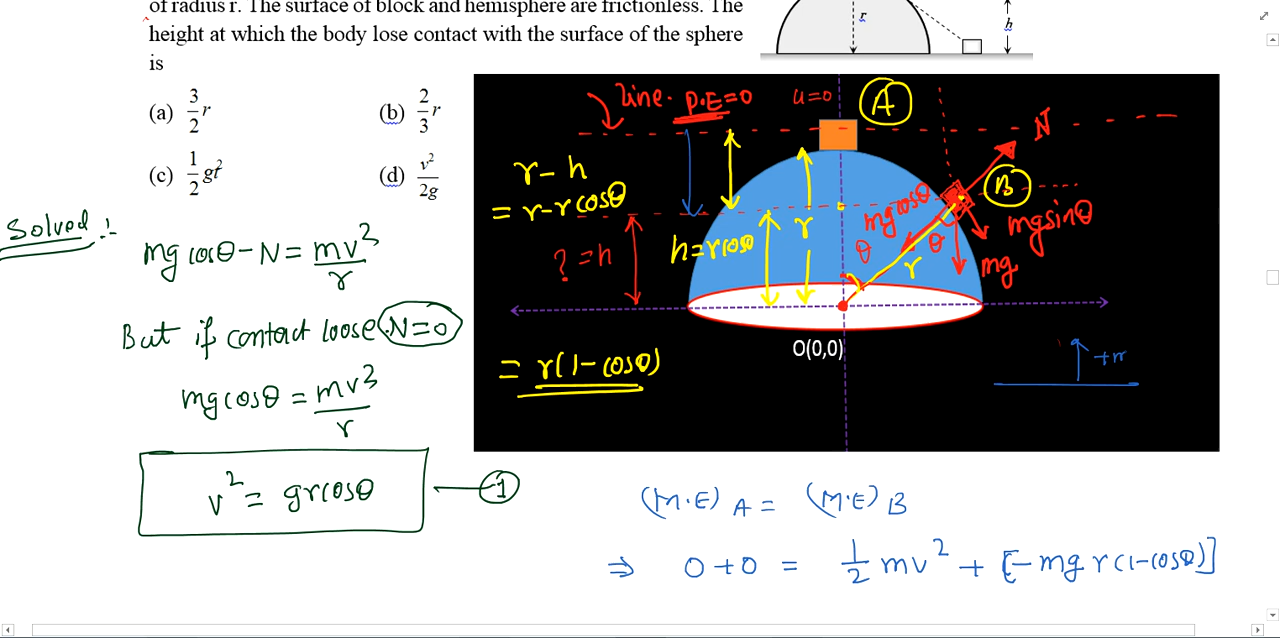 of radius r. The surface of block and hemisphere are frictionless. The
height at which the body lose contact with the surface of the sphere
is
r
h
(a) 3/2 r
(b) 2/3 r
(c) 1/2 gt²
(d) v²/2g
Solved :-
mg cosθ - N = mv²/r
But if contact loose N=0
mg cosθ = mv²/r
v² = gr cosθ
1
line. P.E=0
u=0
A
N
r - h
= r - r cosθ
? = h
h = r cosθ
r
mg cosθ
θ
θ
r
B
mg sinθ
mg
O(0,0)
= r(1 - cosθ)
(M.E) A = (M.E) B
⇒ 0+0 = 1/2 mv² + [-mg r (1-cosθ)]